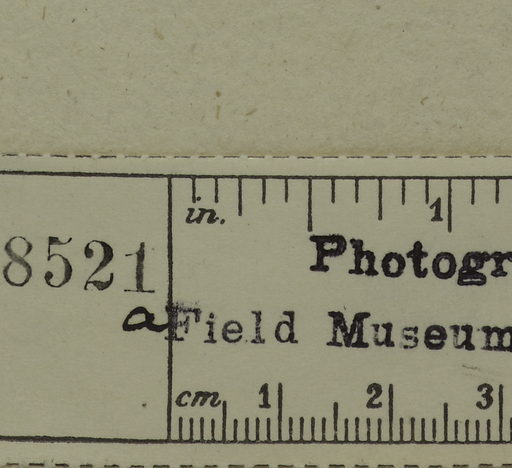 in. 1
8521
Photogr
a Field Museum
cm 1 2 3